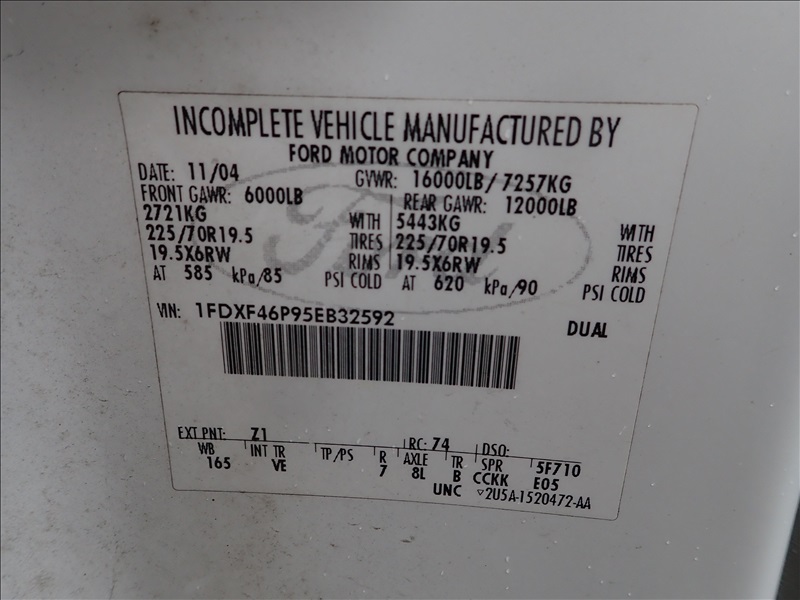 INCOMPLETE VEHICLE MANUFACTURED BY
FORD MOTOR COMPANY
DATE: 11/04 GVWR: 16000LB/ 7257KG
FRONT GAWR: 6000LB REAR GAWR: 12000LB
2721KG WITH 5443KG WITH
225/70R19.5 TIRES 225/70R19.5 TIRES
19.5X6RW RIMS 19.5X6RW RIMS
AT 585 kPa/85 PSI COLD AT 620 kPa/90 PSI COLD
VIN: 1FDXF46P95EB32592 DUAL
Ford
EXT PNT: Z1 RC: 74 DSO:
WB INT TR TP/PS R AXLE TR SPR 5F710
165 VE 7 8L B CCKK E05
UNC ▽2U5A-1520472-AA